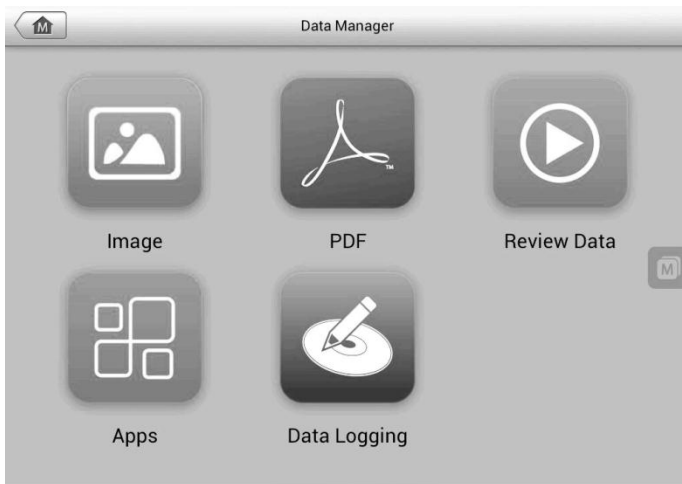 M
Data Manager
Image
PDF
Review Data
M
Apps
Data Logging